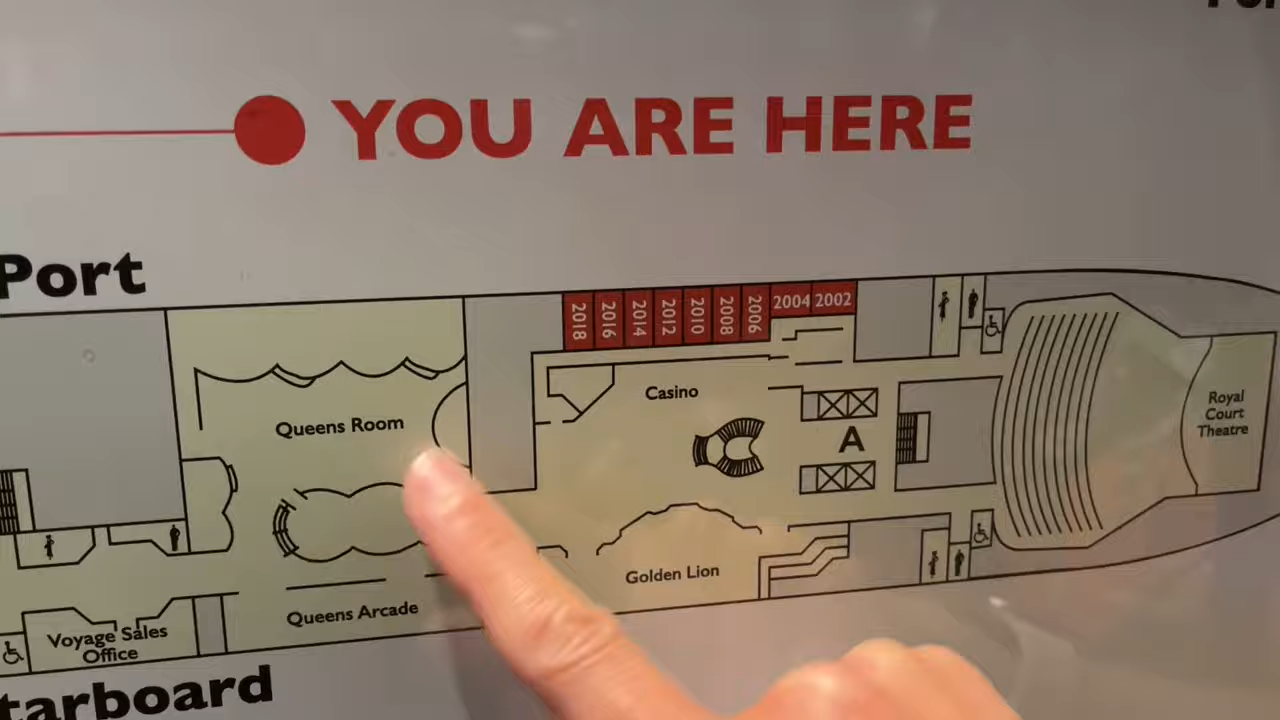 YOU ARE HERE
Port
2018
2016
2014
2012
2010
2008
2006
2004
2002
Casino
Queens Room
A
Royal
Court
Theatre
Golden Lion
Queens Arcade
Voyage Sales
Office
tarboard